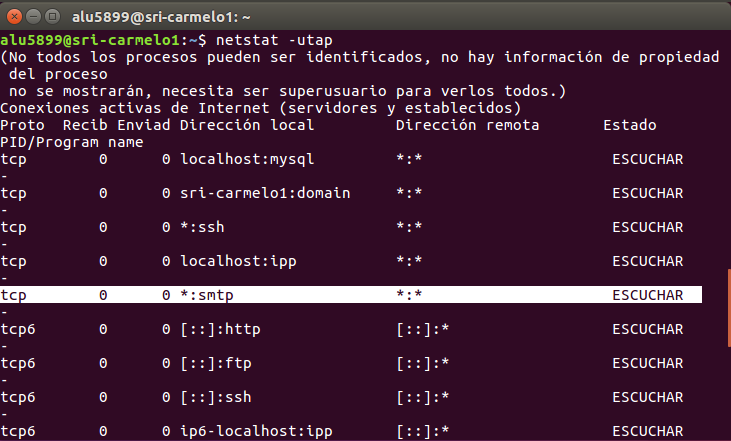 alu5899@sri-carmelo1: ~
alu5899@sri-carmelo1:~$ netstat -utap
(No todos los procesos pueden ser identificados, no hay información de propiedad
 del proceso
 no se mostrarán, necesita ser superusuario para verlos todos.)
Conexiones activas de Internet (servidores y establecidos)
Proto  Recib Enviad Dirección local         Dirección remota       Estado
PID/Program name
tcp        0      0 localhost:mysql         *:*                     ESCUCHAR
-
tcp        0      0 sri-carmelo1:domain     *:*                     ESCUCHAR
-
tcp        0      0 *:ssh                   *:*                     ESCUCHAR
-
tcp        0      0 localhost:ipp           *:*                     ESCUCHAR
-
tcp        0      0 *:smtp                  *:*                     ESCUCHAR
-
tcp6       0      0 [::]:http               [::]:*                  ESCUCHAR
-
tcp6       0      0 [::]:ftp                [::]:*                  ESCUCHAR
-
tcp6       0      0 [::]:ssh                [::]:*                  ESCUCHAR
-
tcp6       0      0 ip6-localhost:ipp       [::]:*                  ESCUCHAR